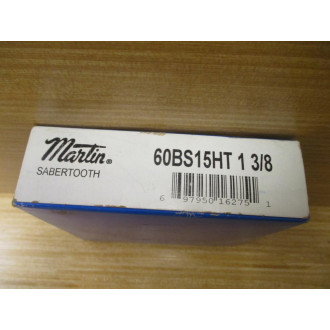 Martin®
SABERTOOTH
60BS15HT 1 3/8
6 97950 16275 1